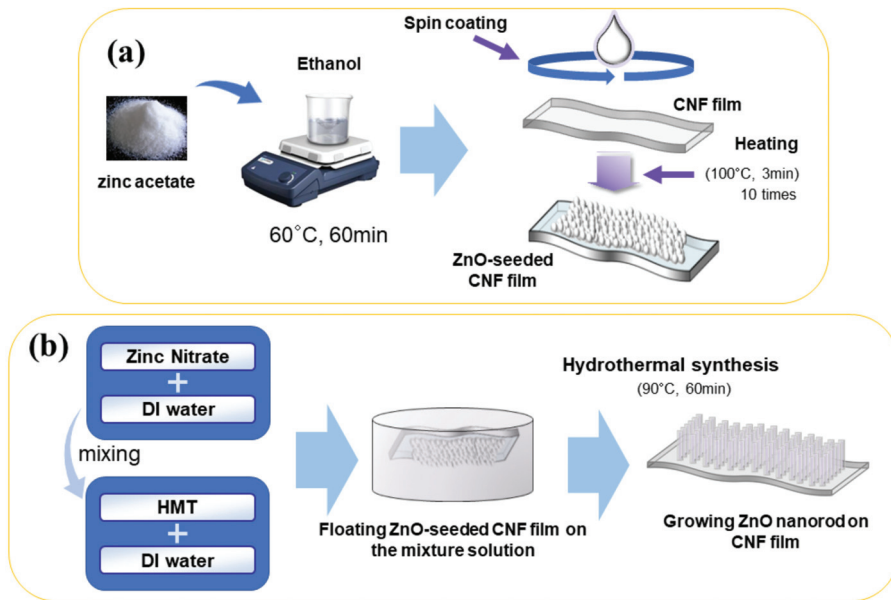 (a)
zinc acetate
Ethanol
60°C, 60min
Spin coating
CNF film
Heating
(100°C, 3min)
10 times
ZnO-seeded
CNF film
(b)
Zinc Nitrate
+
DI water
mixing
HMT
+
DI water
Floating ZnO-seeded CNF film on
the mixture solution
Hydrothermal synthesis
(90°C, 60min)
Growing ZnO nanorod on
CNF film